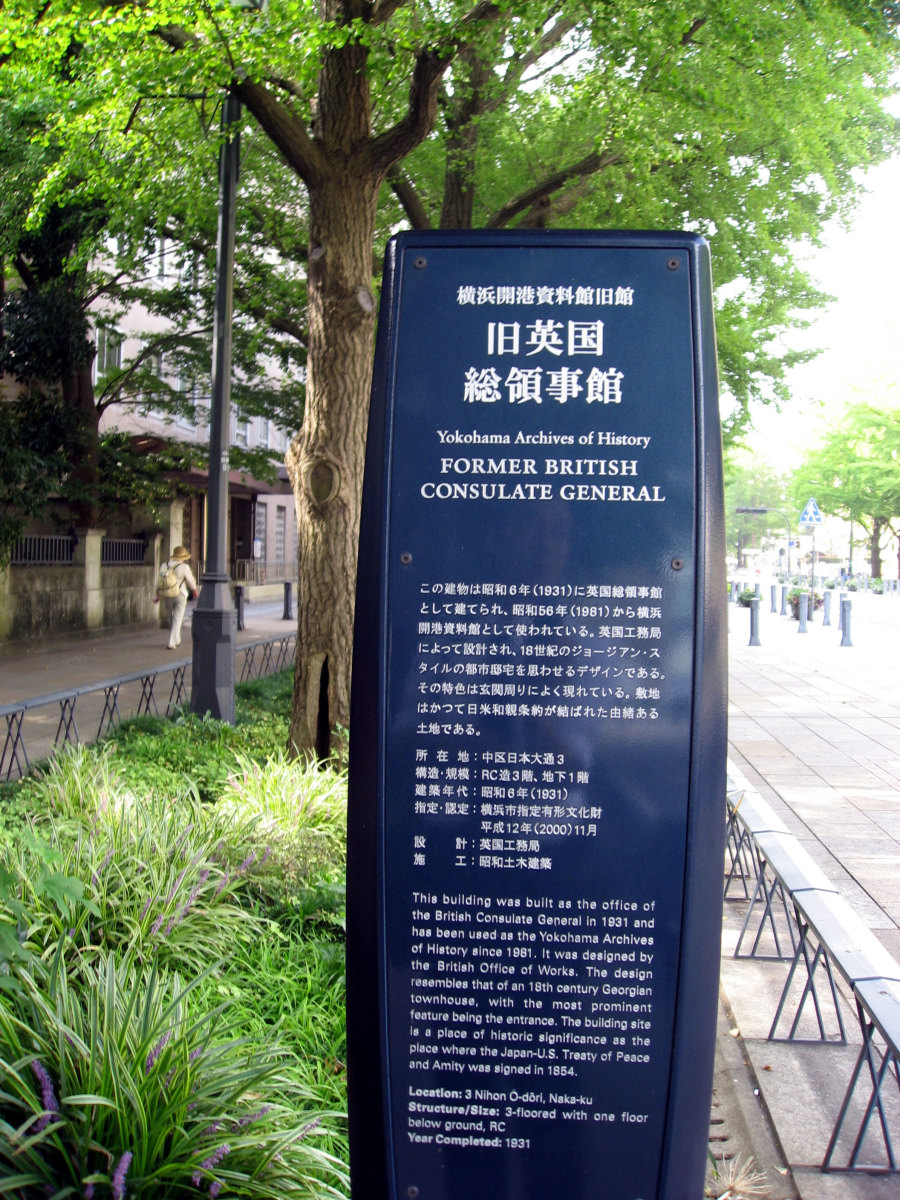 横浜開港資料館旧館
旧英国
総領事館
Yokohama Archives of History
FORMER BRITISH
CONSULATE GENERAL
この建物は昭和6年(1931)に英国総領事館
として建てられ、昭和56年(1981)から横浜
開港資料館として使われている。英国工務局
によって設計され、18世紀のジョージアン・ス
タイルの都市邸宅を思わせるデザインである。
その特色は玄関周りによく現れている。敷地
はかつて日米和親条約が結ばれた由緒ある
土地である。
所在地：中区日本大通3
構造・規模：RC造3階、地下1階
建築年代：昭和6年(1931)
指定・認定：横浜市指定有形文化財
平成12年(2000)11月
設計：英国工務局
施工：昭和土木建築
This building was built as the office of
the British Consulate General in 1931 and
has been used as the Yokohama Archives
of History since 1981. It was designed by
the British Office of Works. The design
resembles that of an 18th century Georgian
townhouse, with the most prominent
feature being the entrance. The building site
is a place of historic significance as the
place where the Japan-U.S. Treaty of Peace
and Amity was signed in 1854.
Location: 3 Nihon Ō-dōri, Naka-ku
Structure/Size: 3-floored with one floor
below ground, RC
Year Completed: 1931